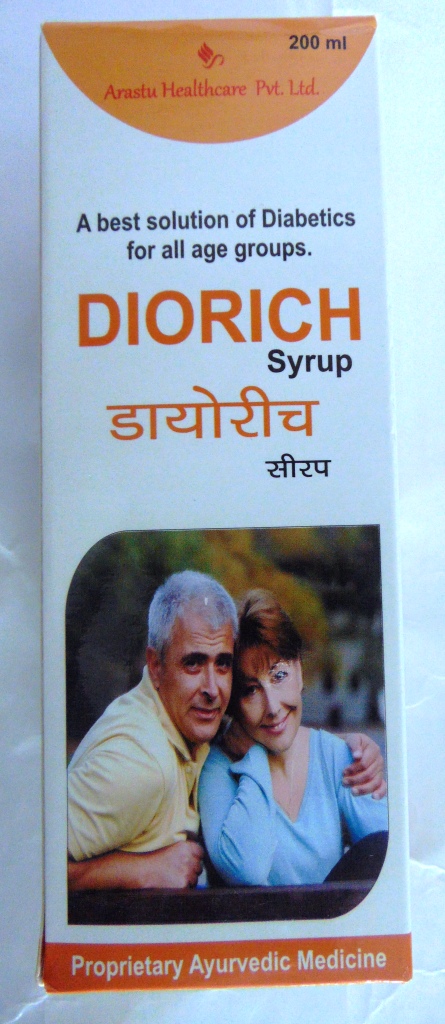 200 ml
Arastu Healthcare Pvt. Ltd.
A best solution of Diabetics
for all age groups.
DIORICH
Syrup
डायोरीच
सीरप
Proprietary Ayurvedic Medicine